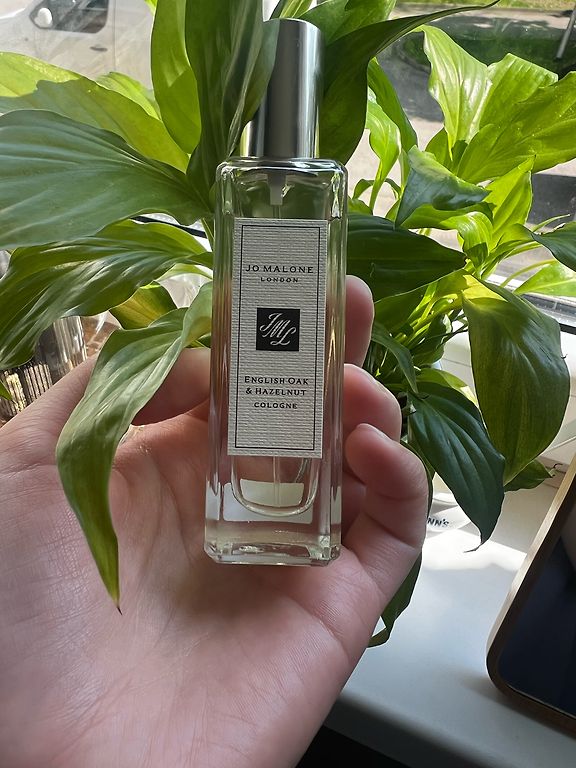 JO MALONE
LONDON
JML
ENGLISH OAK
& HAZELNUT
COLOGNE